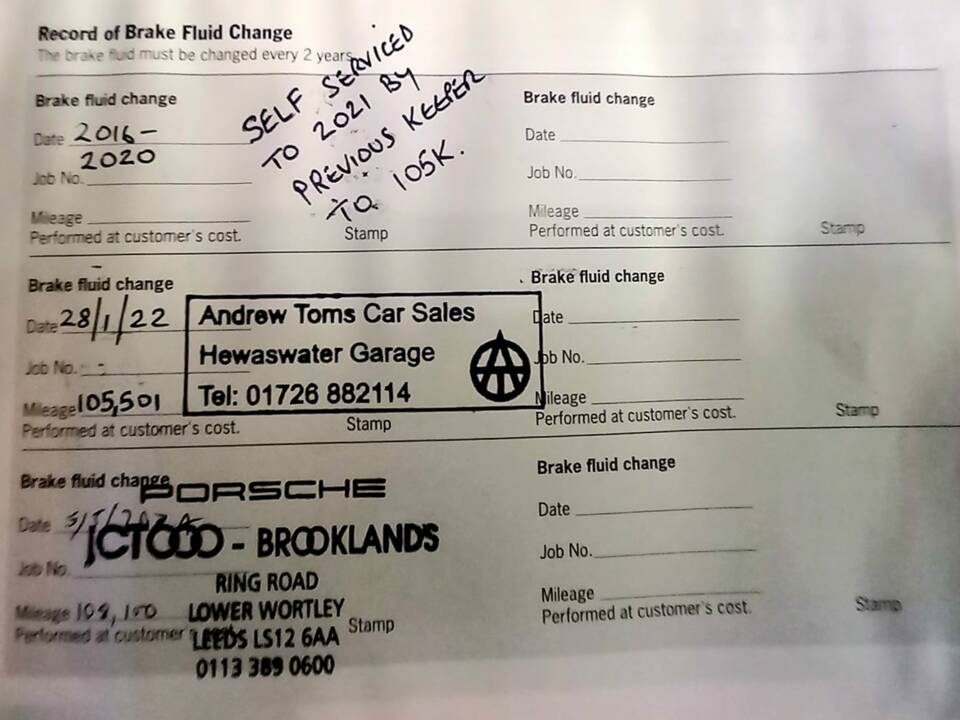 Record of Brake Fluid Change
The brake fluid must be changed every 2 years
Brake fluid change
Date 2016-
2020
Job No.
Mileage
Performed at customer's cost.
Stamp
SELF SERVICED
TO 2021 BY
PREVIOUS KEEPER
TO 105K.
Brake fluid change
Date
Job No.
Mileage
Performed at customer's cost.
Stamp
Brake fluid change
Date 28/1/22
Job No.
Mileage 105,501
Performed at customer's cost.
Stamp
Andrew Toms Car Sales
Hewaswater Garage
Tel: 01726 882114
Brake fluid change
Date
Job No.
Mileage
Performed at customer's cost.
Stamp
Brake fluid change
Date
Job No.
Mileage
Performed at customer
Stamp
PORSCHE
JCT600 - BROOKLANDS
RING ROAD
LOWER WORTLEY
LEEDS LS12 6AA
0113 389 0600
Brake fluid change
Date
Job No.
Mileage
Performed at customer's cost.
Stamp